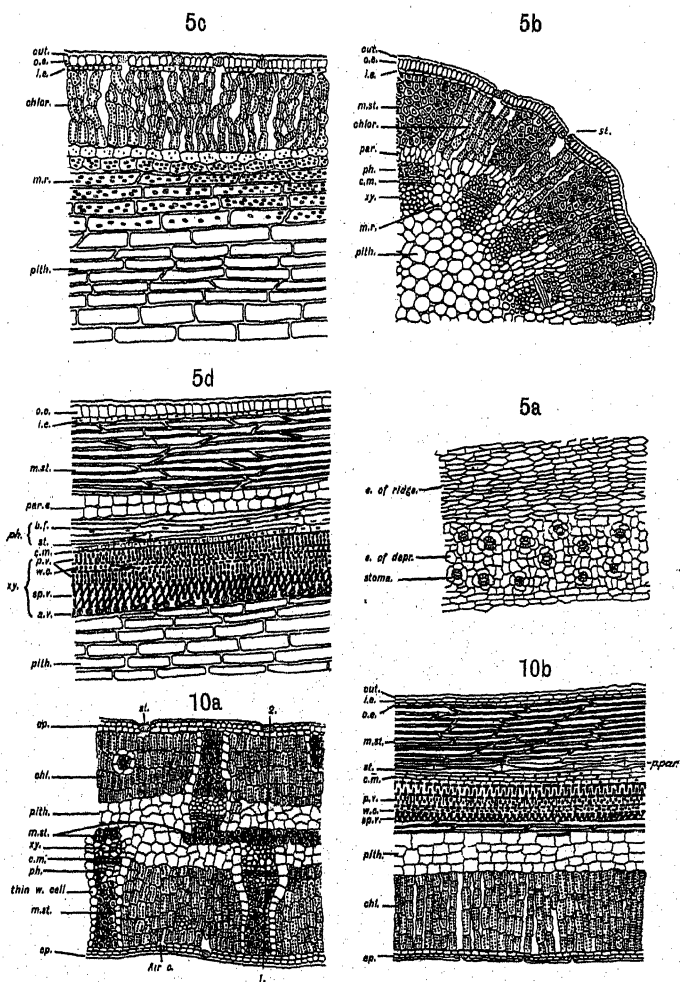 5c
cut.
o.e.
i.e.
chlor.
m.r.
pith.
5b
cut.
o.e.
i.e.
m.st.
chlor.
par.
ph.
c.m.
xy.
m.r.
pith.
st.
5d
o.e.
i.e.
m.st.
par.s.
ph.
b.f.
st.
c.m.
p.v.
w.o.
xy.
sp.v.
a.v.
pith.
5a
e. of ridge.
e. of depr.
stoma.
10a
st.
2.
ep.
chl.
pith.
m.st.
xy.
c.m.
ph.
thin w. cell
m.st.
ep.
Air c.
1.
10b
cut.
i.e.
o.e.
m.st.
st.
p.par.
c.m.
p.v.
w.o.
sp.v.
pith.
chl.
ep.